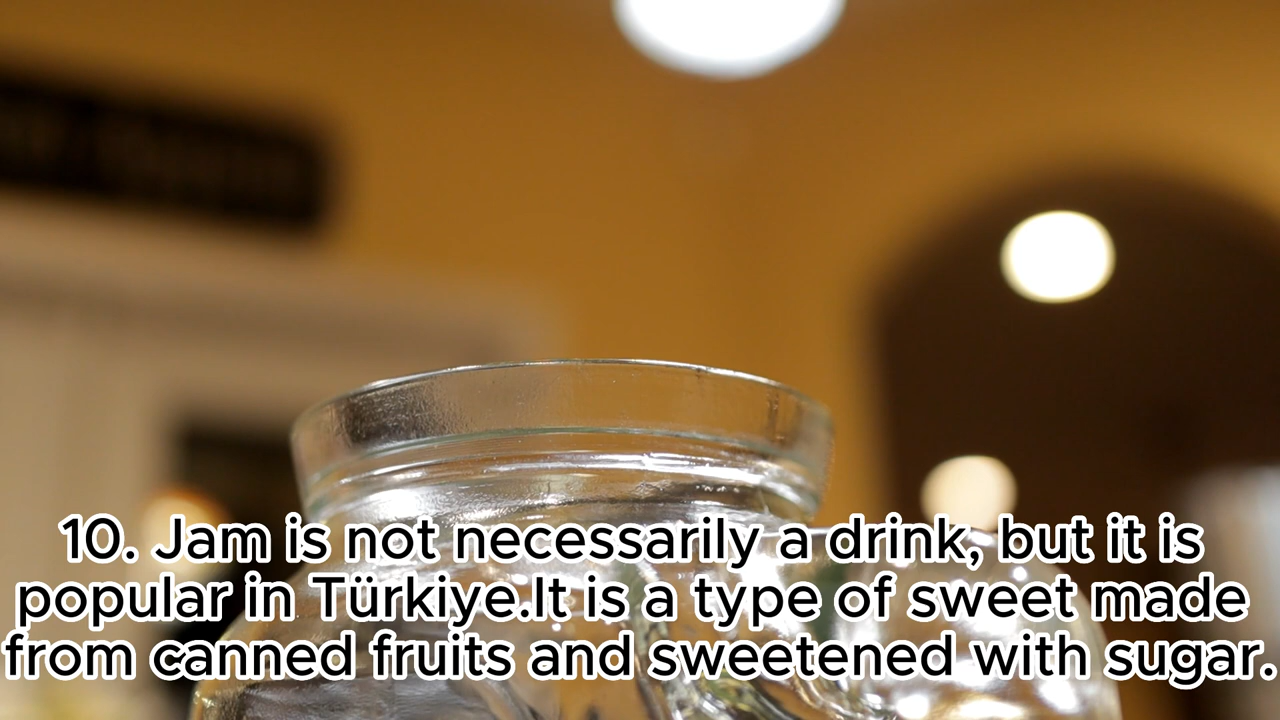 10. Jam is not necessarily a drink, but it is
popular in Türkiye.It is a type of sweet made
from canned fruits and sweetened with sugar.